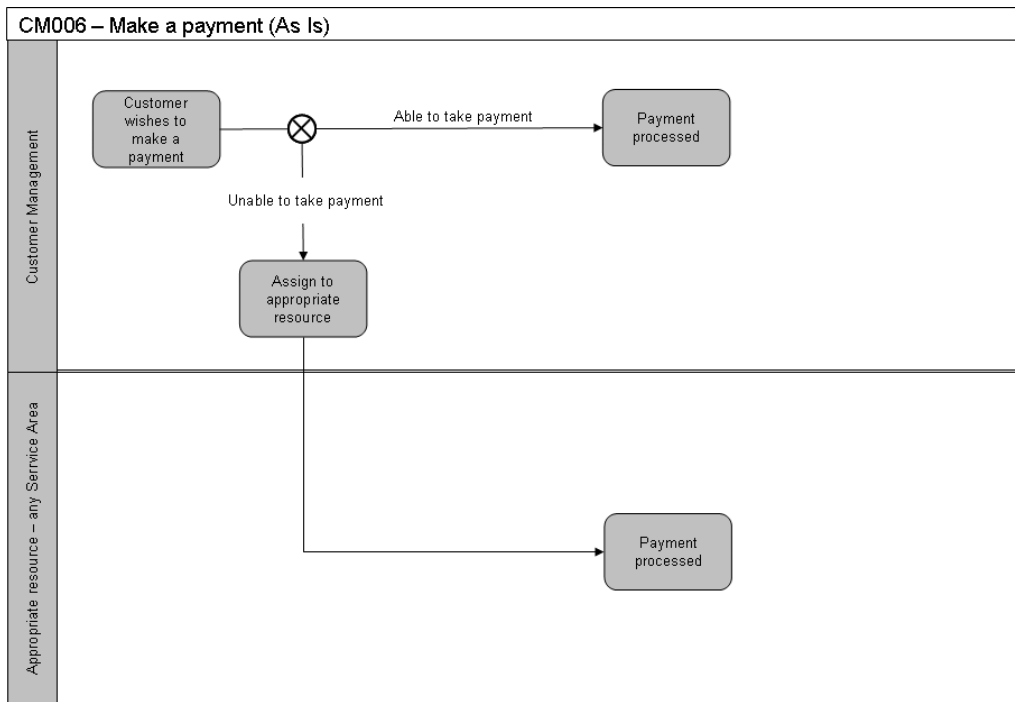 CM006 – Make a payment (As Is)
Customer Management
Customer
wishes to
make a
payment
Able to take payment
Payment
processed
Unable to take payment
Assign to
appropriate
resource
Appropriate resource – any Serrvice Area
Payment
processed